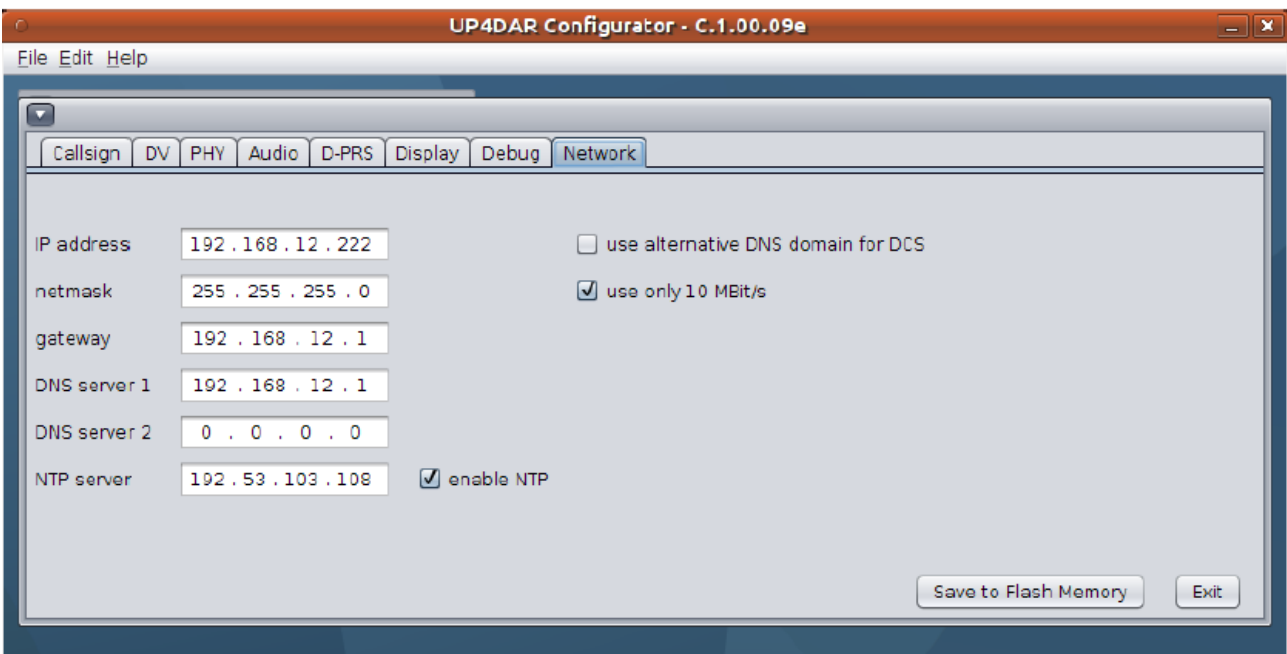 UP4DAR Configurator - C.1.00.09e
File Edit Help
Callsign DV PHY Audio D-PRS Display Debug Network
IP address 192.168.12.222 use alternative DNS domain for DCS
netmask 255.255.255.0 use only 10 MBit/s
gateway 192.168.12.1
DNS server 1 192.168.12.1
DNS server 2 0.0.0.0
NTP server 192.53.103.108 enable NTP
Save to Flash Memory Exit